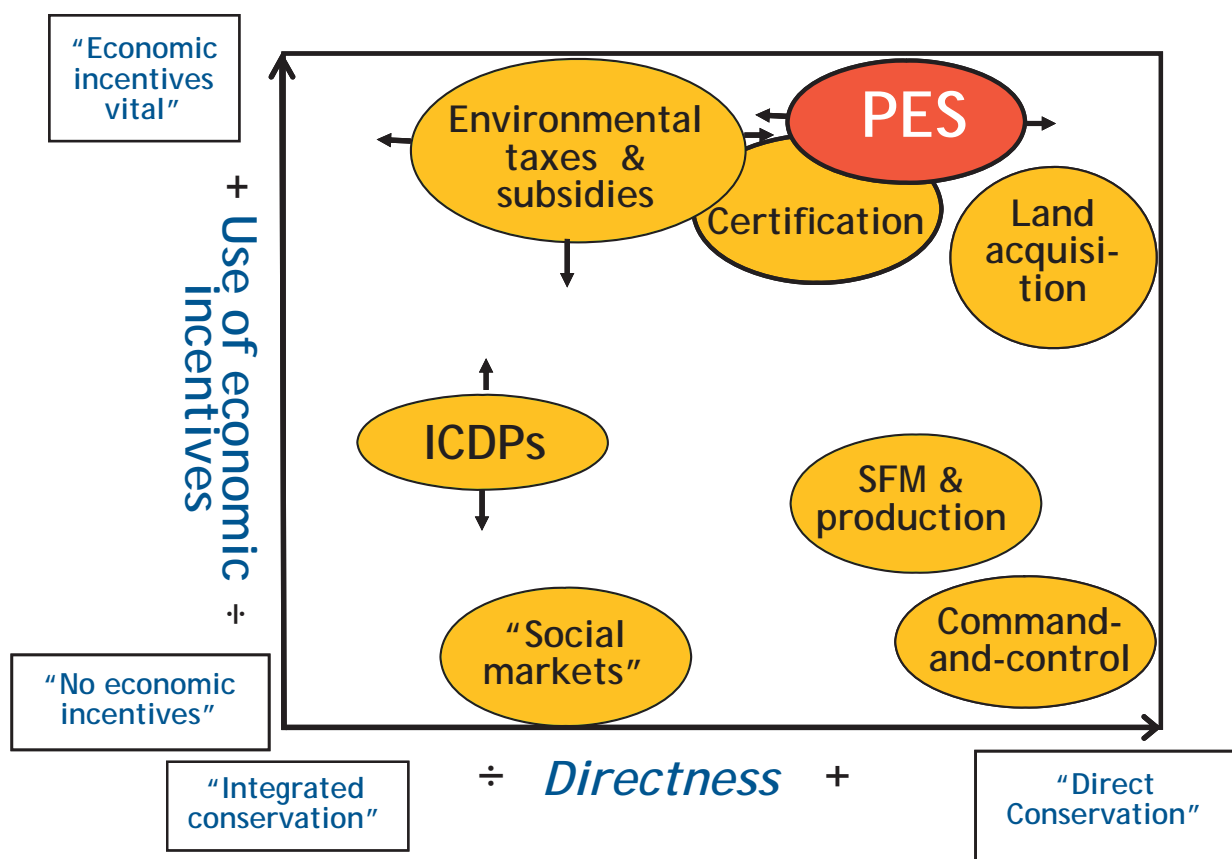 “Economic
incentives
vital”
+
Use of economic
incentives
÷
“No economic
incentives”
Environmental
taxes &
subsidies
PES
Certification
Land
acquisi-
tion
ICDPs
SFM &
production
“Social
markets”
Command-
and-control
“Integrated
conservation”
÷ Directness +
“Direct
Conservation”